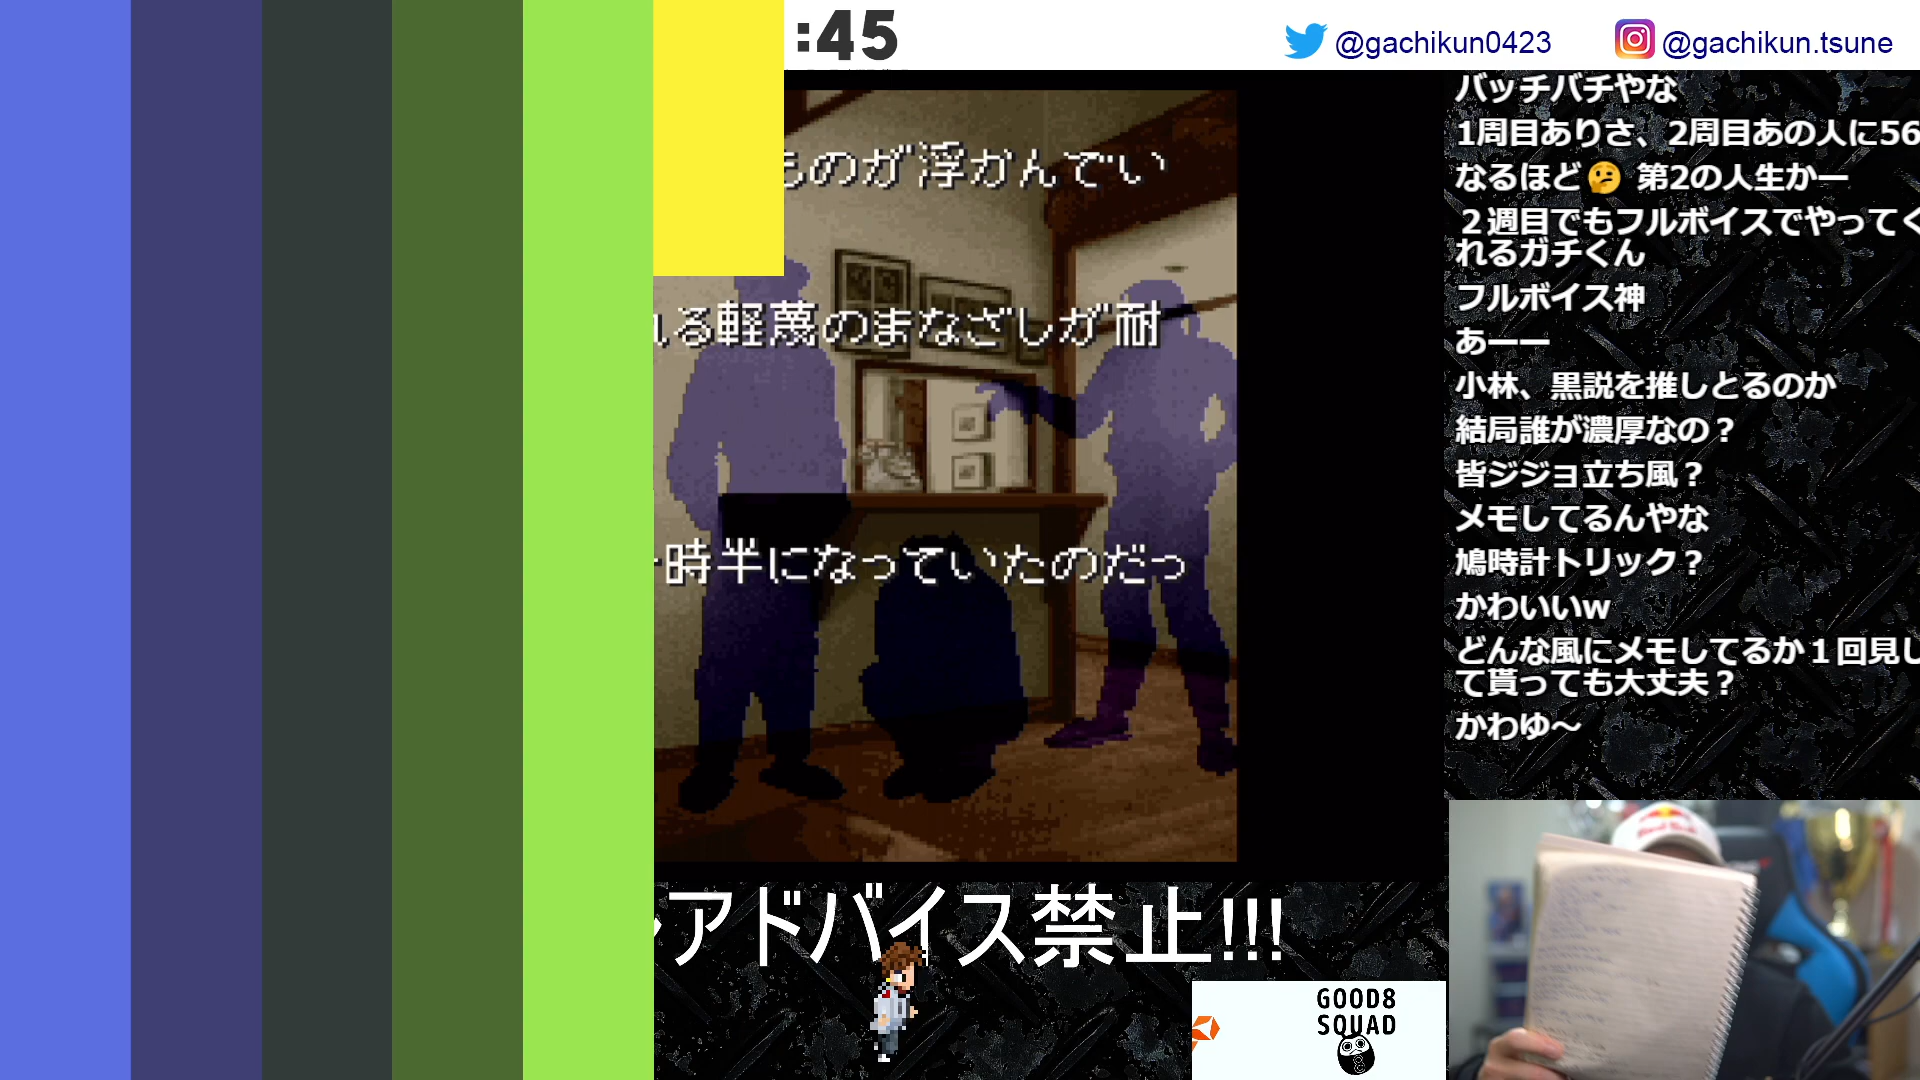 :45
@gachikun0423
@gachikun.tsune
ものが浮かんでい
る軽蔑のまなざしが耐
時半になっていたのだっ
アドバイス禁止!!!
GOOD8
SQUAD
バッチバチやな
1周目ありさ、2周目あの人に56
なるほど🤔 第2の人生かー
２週目でもフルボイスでやってく
れるガチくん
フルボイス神
あーー
小林、黒説を推しとるのか
結局誰が濃厚なの？
皆ジジョ立ち風？
メモしてるんやな
鳩時計トリック？
かわいいw
どんな風にメモしてるか１回見し
て貰っても大丈夫？
かわゆ～